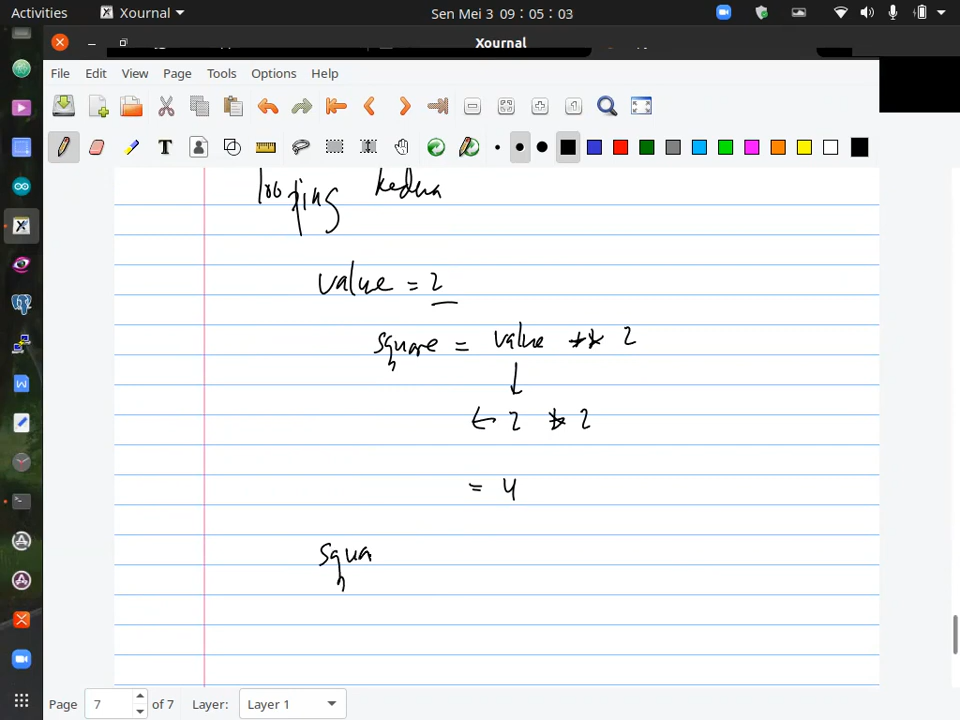 Activities Xournal Sen Mei 3 09 : 05 : 03
Xournal
File Edit View Page Tools Options Help
looping kedua
value = 2
square = value ** 2
↓
← 2 * 2
= 4
squa
Page 7 of 7 Layer: Layer 1